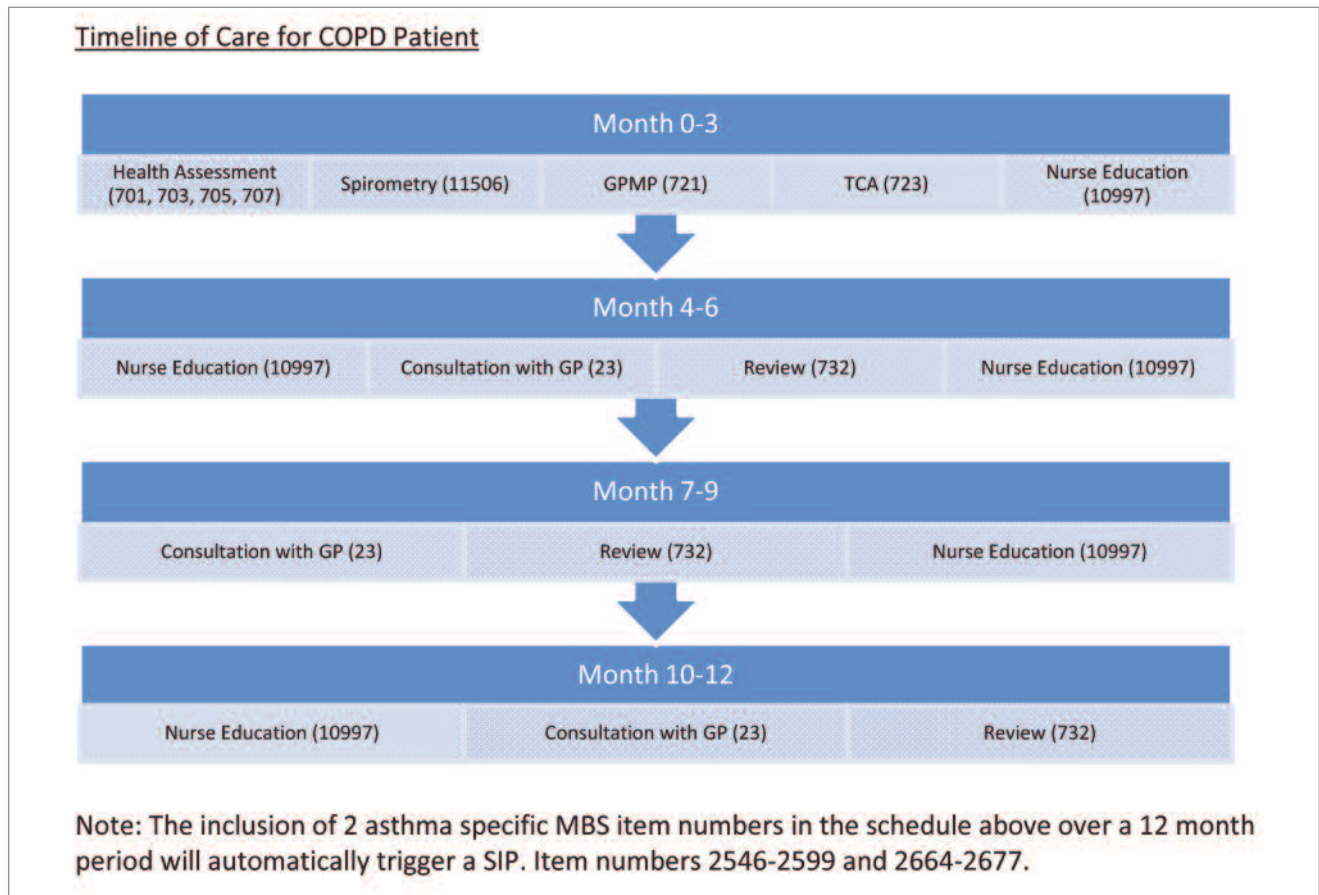 Timeline of Care for COPD Patient
Month 0-3
Health Assessment
(701, 703, 705, 707)
Spirometry (11506)
GPMP (721)
TCA (723)
Nurse Education
(10997)
Month 4-6
Nurse Education (10997)
Consultation with GP (23)
Review (732)
Nurse Education (10997)
Month 7-9
Consultation with GP (23)
Review (732)
Nurse Education (10997)
Month 10-12
Nurse Education (10997)
Consultation with GP (23)
Review (732)
Note: The inclusion of 2 asthma specific MBS item numbers in the schedule above over a 12 month
period will automatically trigger a SIP. Item numbers 2546-2599 and 2664-2677.